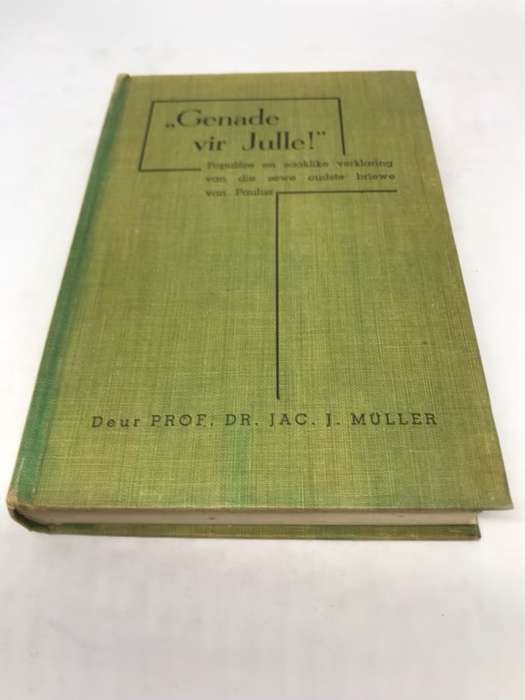 „Genade
vir Julle!”
Populêre en saaklike verklaring
van die sewe oudste briewe
van Paulus
Deur PROF. DR. JAC. J. MÜLLER